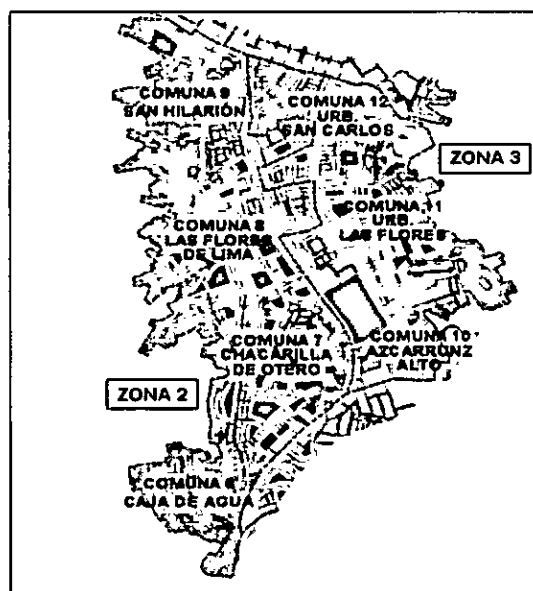 COMUNA 9
SAN HILARIÓN
COMUNA 12
URB.
SAN CARLOS
ZONA 3
COMUNA 11
URB.
LAS FLORES
COMUNA 8
LAS FLORES
DE LIMA
COMUNA 7
CHACARILLA
DE OTERO
COMUNA 10
AZCARRUNZ
ALTO
ZONA 2
COMUNA 6
CAJA DE AGUA